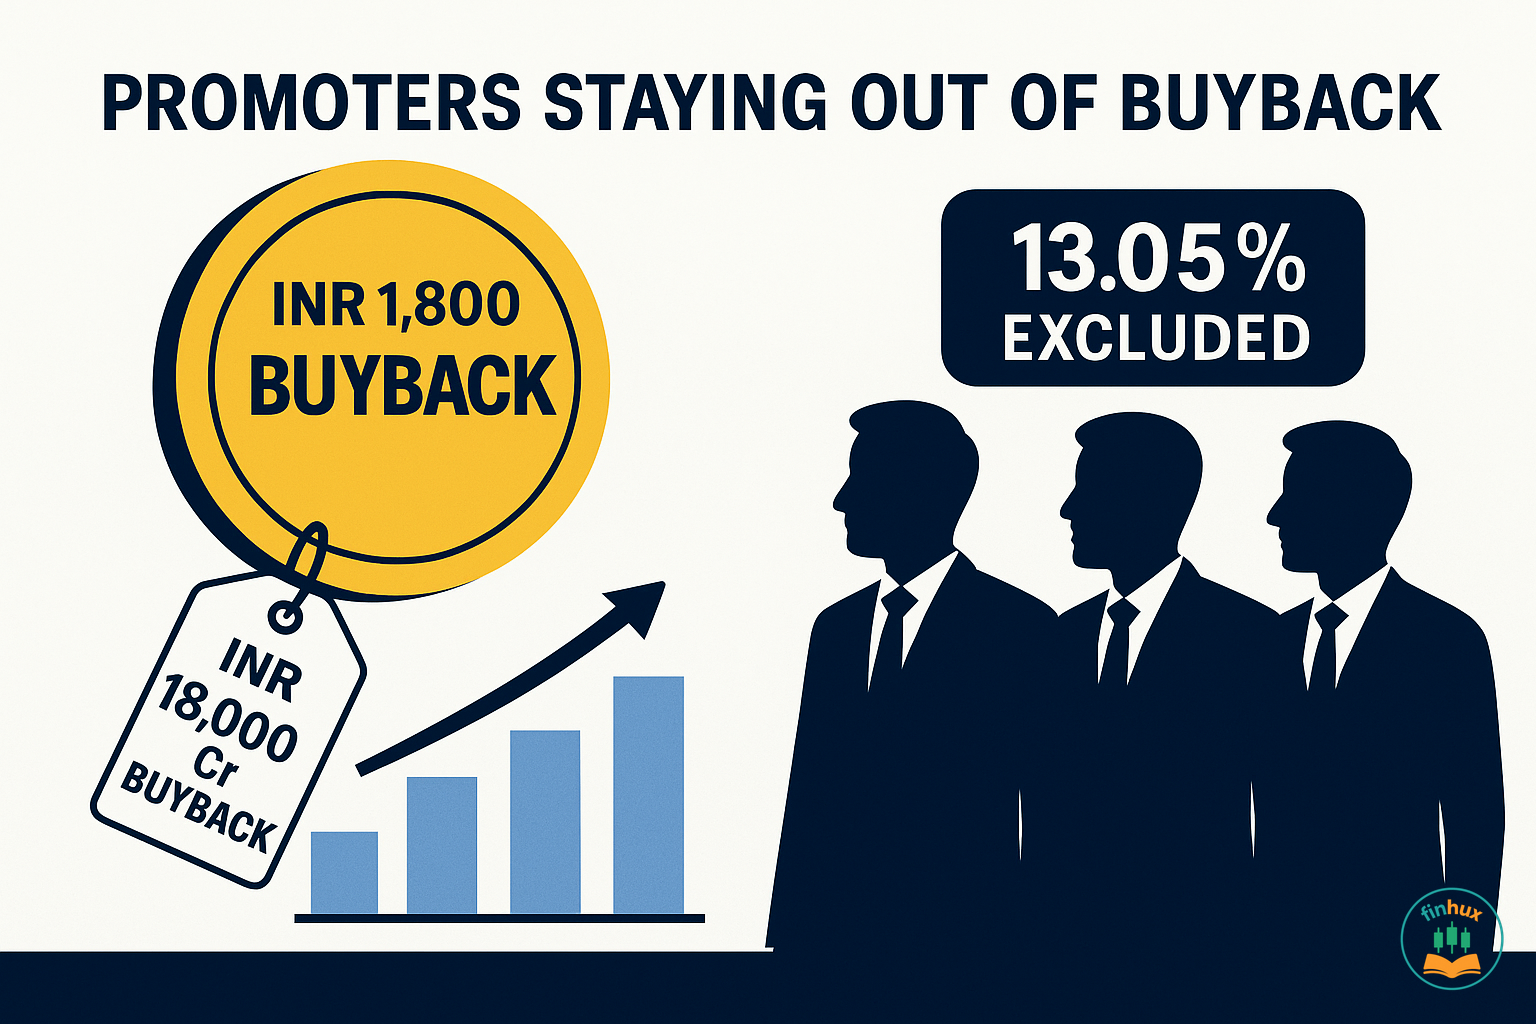 PROMOTERS STAYING OUT OF BUYBACK
INR 1,800
BUYBACK
13.05%
EXCLUDED
INR
18,000
Cr
BUYBACK
finhux